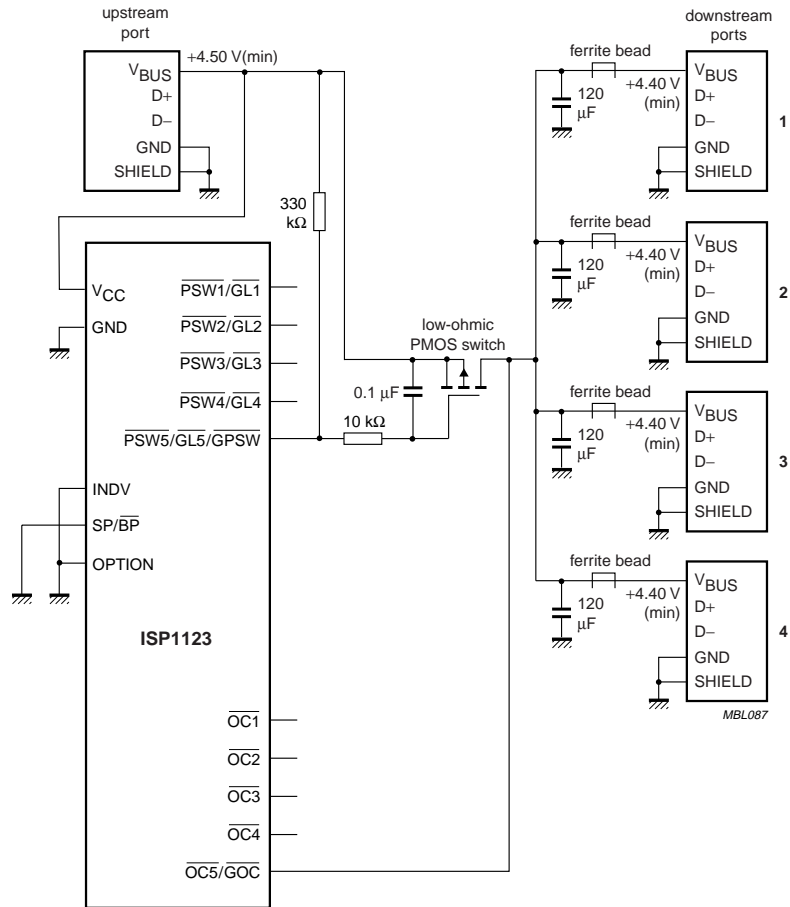 upstream
port
+4.50 V(min)
VBUS
D+
D−
GND
SHIELD
330
kΩ
VCC
GND
PSW1/GL1
PSW2/GL2
PSW3/GL3
PSW4/GL4
PSW5/GL5/GPSW
INDV
SP/BP
OPTION
ISP1123
OC1
OC2
OC3
OC4
OC5/GOC
low-ohmic
PMOS switch
0.1 μF
10 kΩ
downstream
ports
ferrite bead
120
μF
+4.40 V
(min)
VBUS
D+
D−
GND
SHIELD
1
ferrite bead
120
μF
+4.40 V
(min)
VBUS
D+
D−
GND
SHIELD
2
ferrite bead
120
μF
+4.40 V
(min)
VBUS
D+
D−
GND
SHIELD
3
ferrite bead
120
μF
+4.40 V
(min)
VBUS
D+
D−
GND
SHIELD
4
MBL087